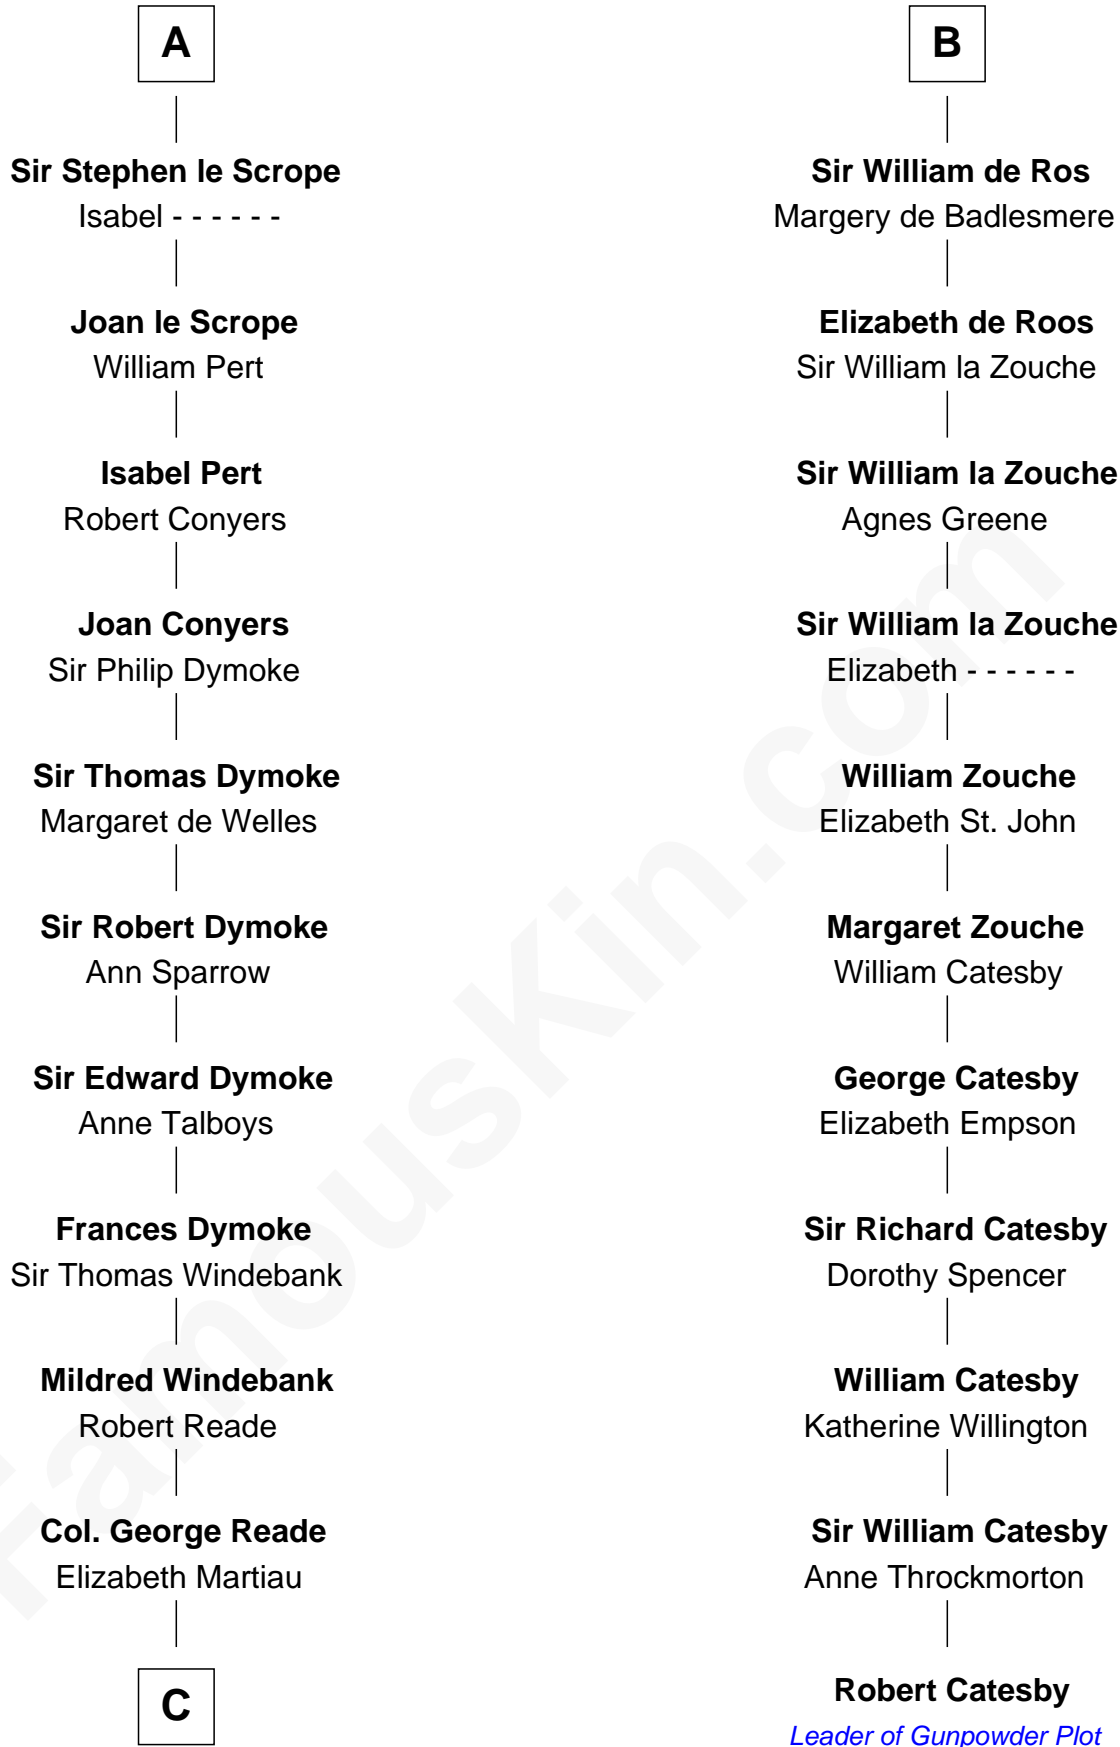 A
Sir Stephen le Scrope
Isabel - - - - - -
Joan le Scrope
William Pert
Isabel Pert
Robert Conyers
Joan Conyers
Sir Philip Dymoke
Sir Thomas Dymoke
Margaret de Welles
Sir Robert Dymoke
Ann Sparrow
Sir Edward Dymoke
Anne Talboys
Frances Dymoke
Sir Thomas Windebank
Mildred Windebank
Robert Reade
Col. George Reade
Elizabeth Martiau
C
B
Sir William de Ros
Margery de Badlesmere
Elizabeth de Roos
Sir William la Zouche
Sir William la Zouche
Agnes Greene
Sir William la Zouche
Elizabeth - - - - - -
William Zouche
Elizabeth St. John
Margaret Zouche
William Catesby
George Catesby
Elizabeth Empson
Sir Richard Catesby
Dorothy Spencer
William Catesby
Katherine Willington
Sir William Catesby
Anne Throckmorton
Robert Catesby
Leader of Gunpowder Plot
FamousKin.com